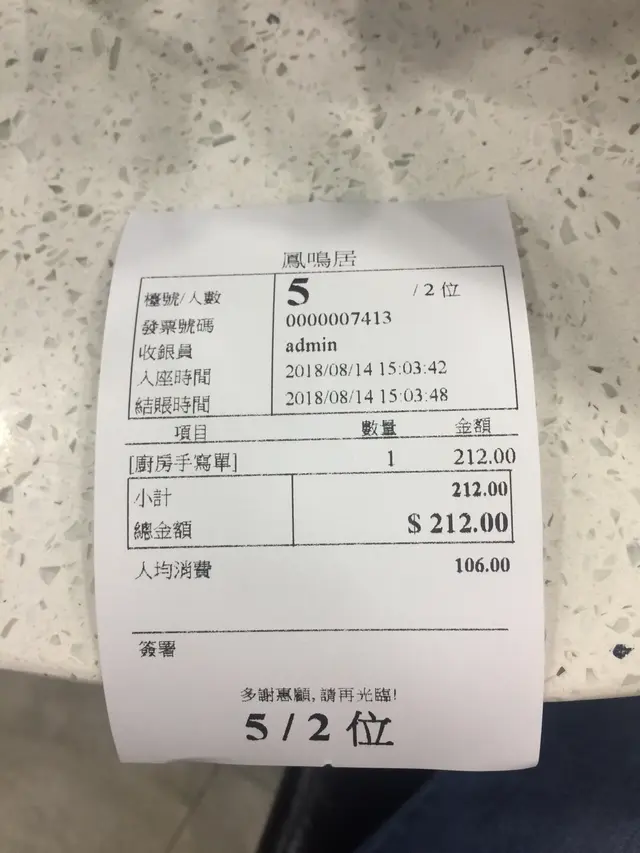 鳳鳴居
檯號/人數 5 / 2 位
發票號碼 0000007413
收銀員 admin
入座時間 2018/08/14 15:03:42
結賬時間 2018/08/14 15:03:48
項目 數量 金額
[廚房手寫單] 1 212.00
小計 212.00
總金額 $ 212.00
人均消費 106.00
簽署
多謝惠顧, 請再光臨!
5 / 2 位